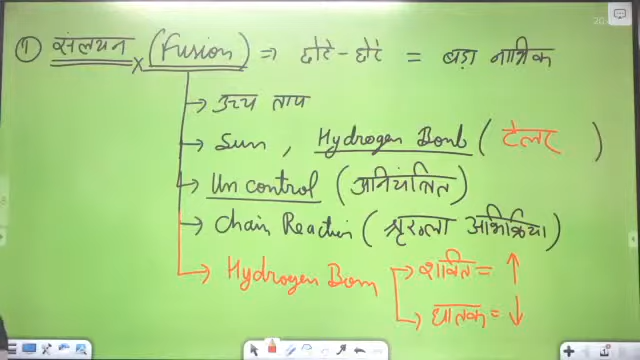 ① संलयन (Fusion) ⇒ छोटे-छोटे = बड़ा नाभिक
→ उच्च ताप
→ Sun, Hydrogen Bomb (टेलर)
→ Un control (अनियंत्रित)
→ Chain Reaction (श्रृंखला अभिक्रिया)
→ Hydrogen Bom → शक्ति = ↑
→ घातक = ↓